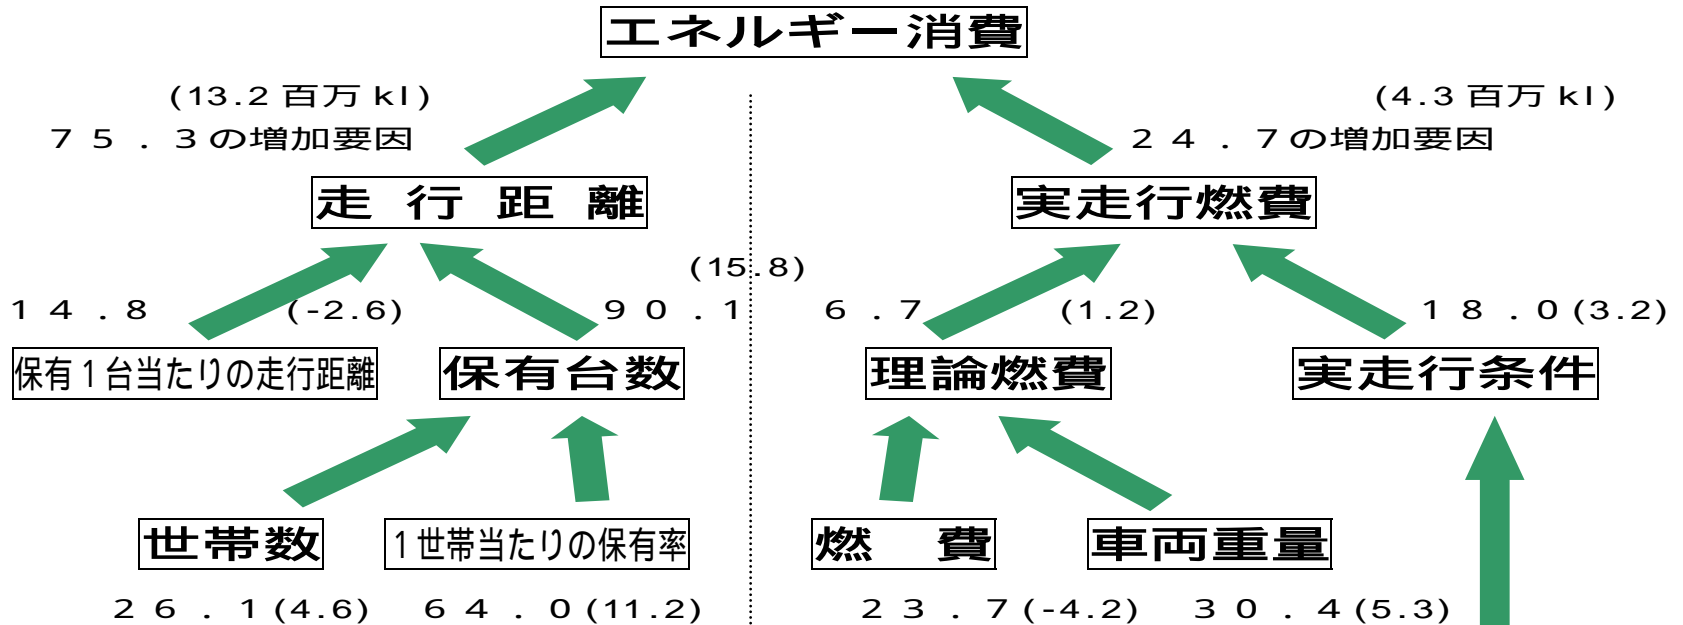 エネルギー消費
(13.2 百万 kl)
(4.3 百万 kl)
７５．３の増加要因
２４．７の増加要因
走 行 距 離
実走行燃費
(15.8)
１４．８ (-2.6)
９０．１
６．７ (1.2)
１８．０(3.2)
保有１台当たりの走行距離
保有台数
理論燃費
実走行条件
世帯数
１世帯当たりの保有率
燃　費
車両重量
２６．１(4.6)
６４．０(11.2)
２３．７(-4.2)
３０．４(5.3)